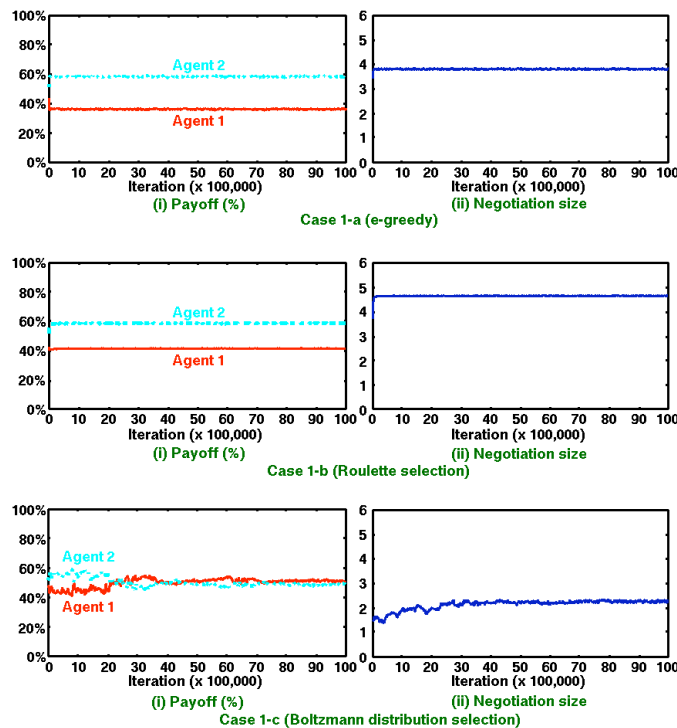 100%
80%
60%
40%
20%
0%
Agent 2
Agent 1
0 10 20 30 40 50 60 70 80 90 100
Iteration (x 100,000)
(i) Payoff (%)
6
5
4
3
2
1
0
0 10 20 30 40 50 60 70 80 90 100
Iteration (x 100,000)
(ii) Negotiation size
Case 1-a (e-greedy)
100%
80%
60%
40%
20%
0%
Agent 2
Agent 1
0 10 20 30 40 50 60 70 80 90 100
Iteration (x 100,000)
(i) Payoff (%)
6
5
4
3
2
1
0
0 10 20 30 40 50 60 70 80 90 100
Iteration (x 100,000)
(ii) Negotiation size
Case 1-b (Roulette selection)
100%
80%
60%
40%
20%
0%
Agent 2
Agent 1
0 10 20 30 40 50 60 70 80 90 100
Iteration (x 100,000)
(i) Payoff (%)
6
5
4
3
2
1
0
0 10 20 30 40 50 60 70 80 90 100
Iteration (x 100,000)
(ii) Negotiation size
Case 1-c (Boltzmann distribution selection)